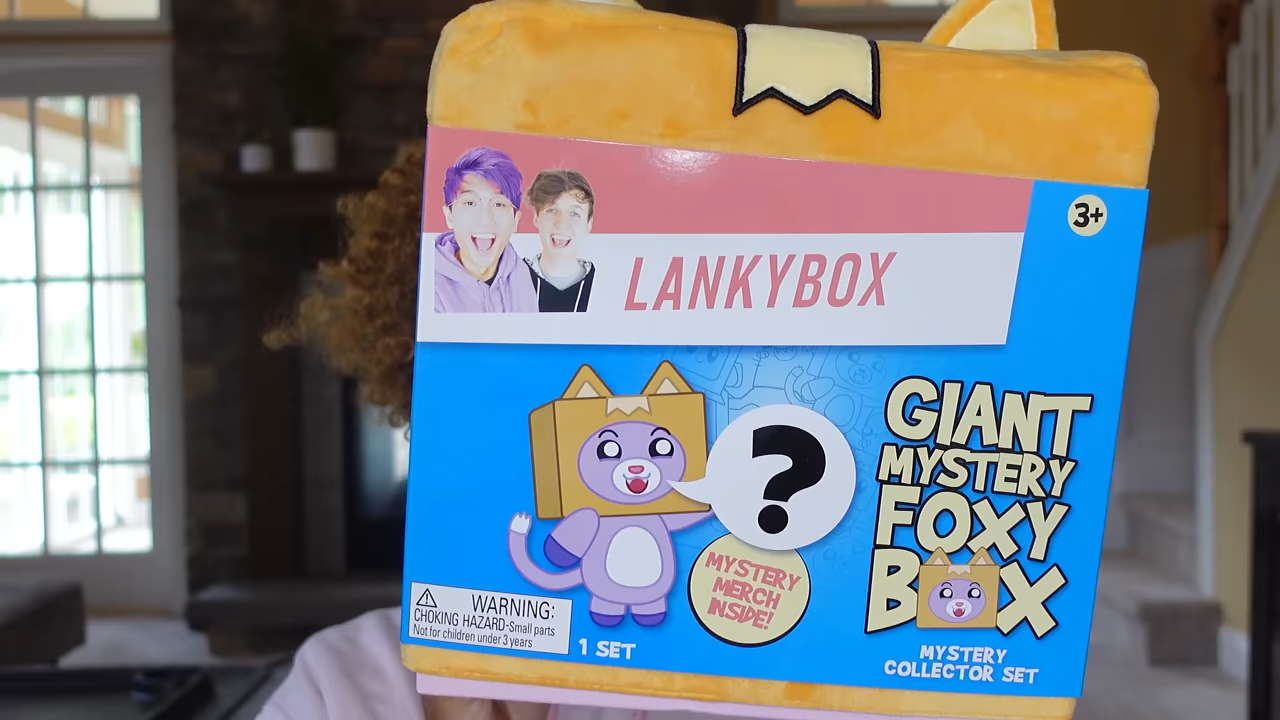 3+
LANKYBOX
GIANT
MYSTERY
FOXY
BOX
?
MYSTERY
MERCH
INSIDE!
WARNING:
CHOKING HAZARD-Small parts
Not for children under 3 years
1 SET
MYSTERY
COLLECTOR SET